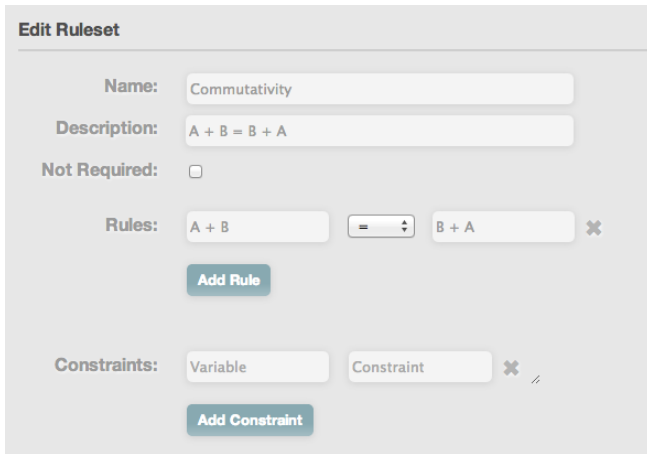 Edit Ruleset
Name: Commutativity
Description: A + B = B + A
Not Required:
Rules: A + B = B + A ✖
Add Rule
Constraints: Variable Constraint ✖
Add Constraint